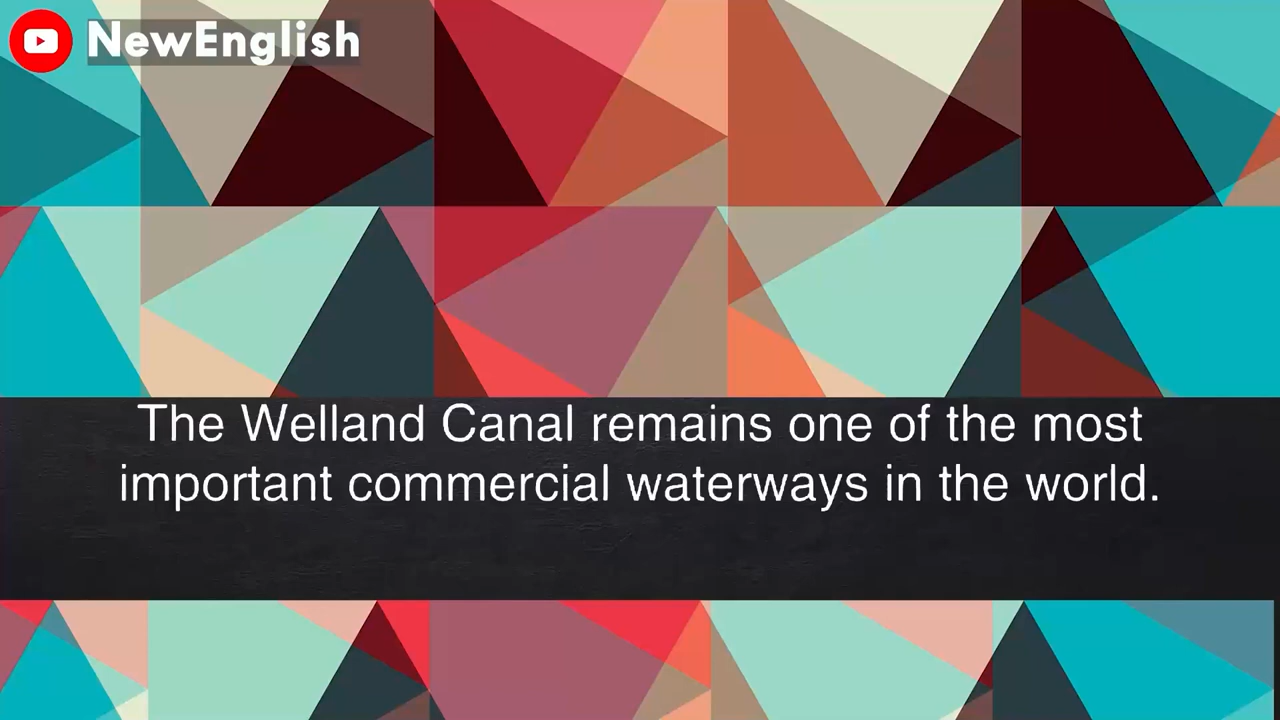 NewEnglish
The Welland Canal remains one of the most
important commercial waterways in the world.